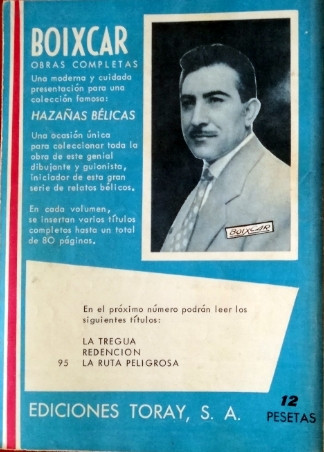 BOIXCAR
OBRAS COMPLETAS
Una moderna y cuidada
presentación para una
colección famosa:
HAZAÑAS BÉLICAS
Una ocasión única
para coleccionar toda la
obra de este genial
dibujante y guionista,
iniciador de esta gran
serie de relatos bélicos.
En cada volumen,
se insertan varios títulos
completos hasta un total
de 80 páginas.
BOIXCAR
En el próximo número podrán leer los
siguientes títulos:
LA TREGUA
REDENCION
95 LA RUTA PELIGROSA
EDICIONES TORAY, S. A.
12
PESETAS